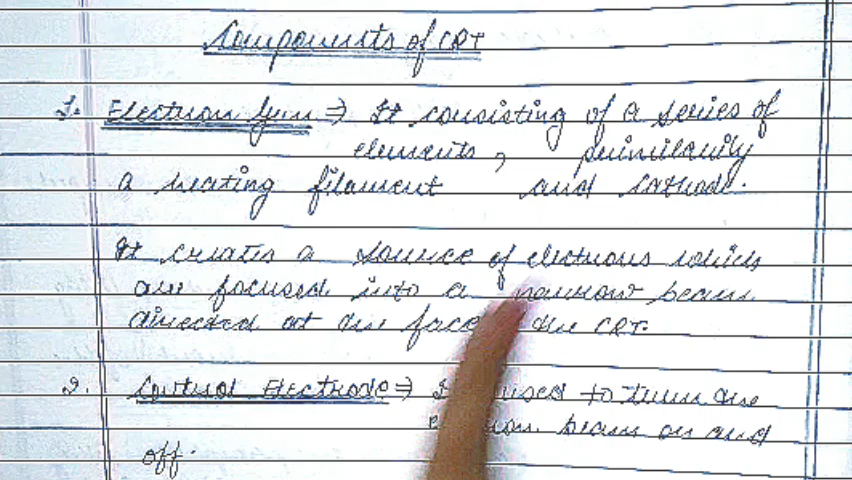 Components of CRT
1. Electron Gun ⇒ It consisting of a series of
elements, primilarily
a heating filament and cathode.
It creates a source of electrons which
are focused into a narrow beam
directed at the face the CRT.
2. Control Electrode ⇒ used to turn the
beam on and
off.